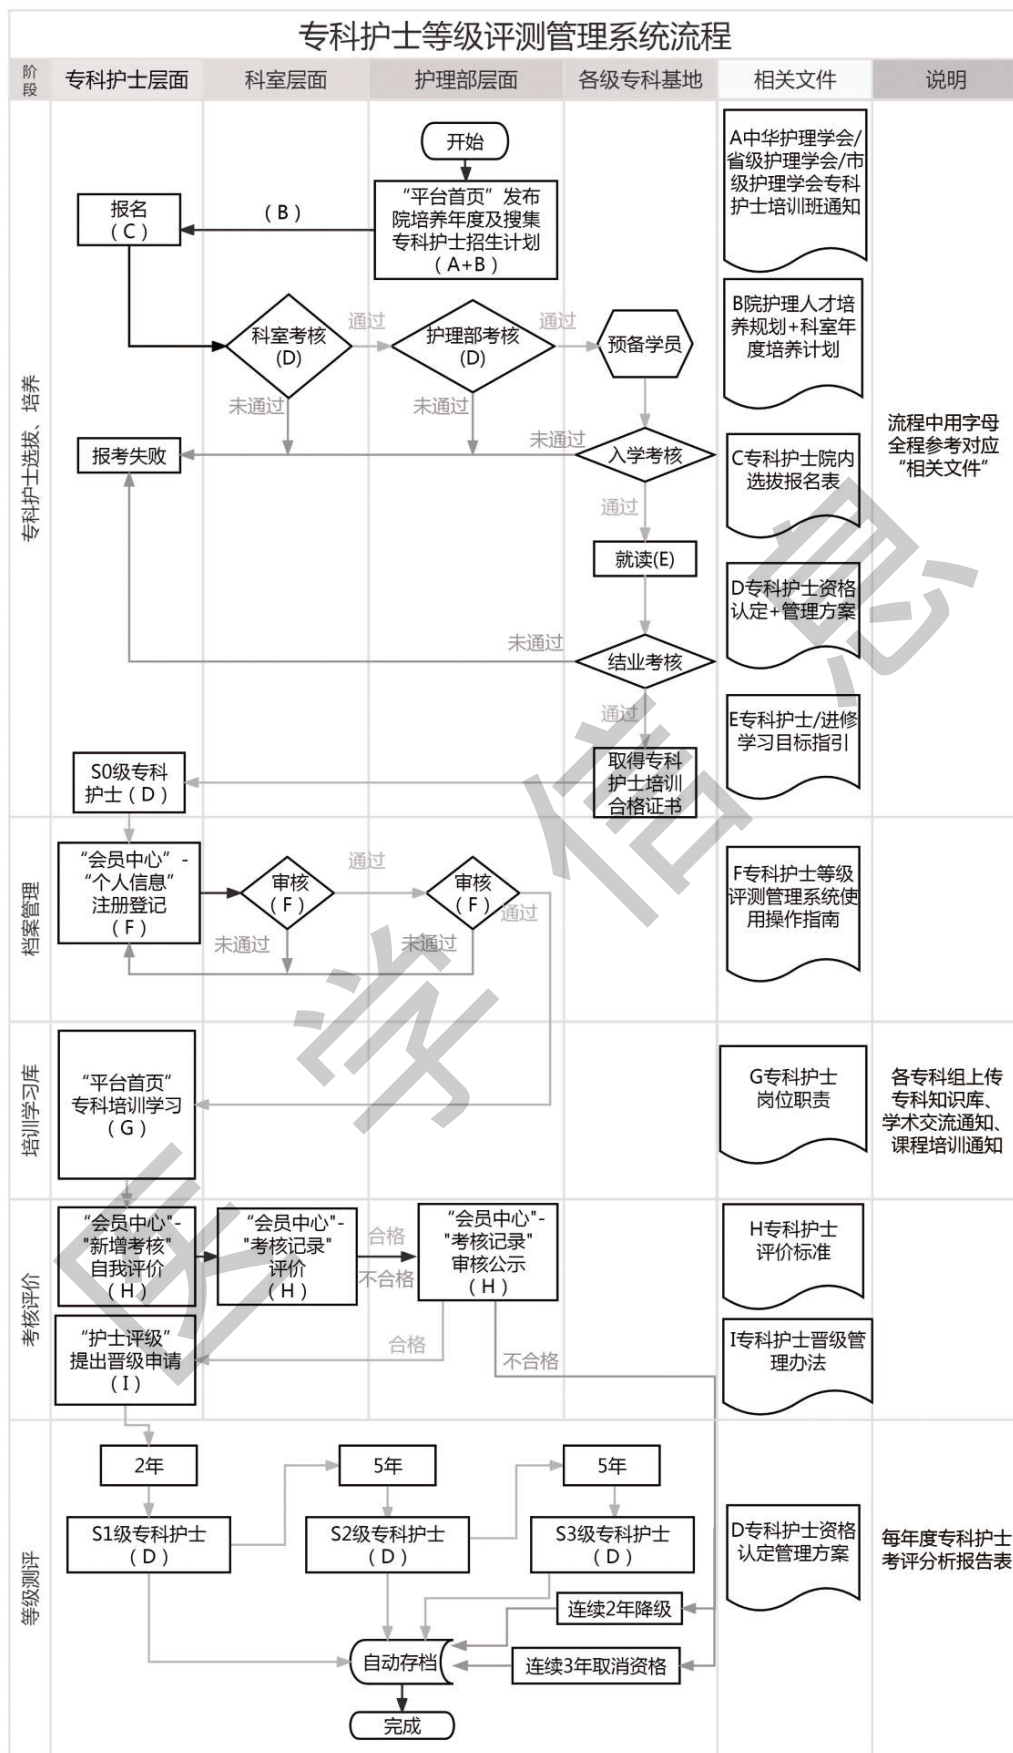 专科护士等级评测管理系统流程
阶
段
专科护士层面
科室层面
护理部层面
各级专科基地
相关文件
说明
专科护士选拔、培养
开始
“平台首页”发布
院培养年度及搜集
专科护士招生计划
（A+B）
（B）
报名
（C）
科室考核
(D)
通过
护理部考核
(D)
通过
预备学员
未通过
未通过
未通过
报考失败
入学考核
通过
就读(E)
未通过
结业考核
通过
取得专科
护士培训
合格证书
S0级专科
护士（D）
A中华护理学会/
省级护理学会/市
级护理学会专科
护士培训班通知
B院护理人才培
养规划+科室年
度培养计划
C专科护士院内
选拔报名表
D专科护士资格
认定+管理方案
E专科护士/进修
学习目标指引
流程中用字母
全程参考对应
“相关文件”
档案管理
“会员中心”-
“个人信息”
注册登记
（F）
审核
（F）
通过
审核
（F）
通过
未通过
未通过
F专科护士等级
评测管理系统使
用操作指南
培训学习库
“平台首页”
专科培训学习
（G）
G专科护士
岗位职责
各专科组上传
专科知识库、
学术交流通知、
课程培训通知
考核评价
“会员中心"-
"新增考核"
自我评价
（H）
“会员中心"-
"考核记录"
评价
（H）
合格
不合格
“会员中心"-
"考核记录"
审核公示
（H）
“护士评级”
提出晋级申请
（I）
合格
不合格
H专科护士
评价标准
I专科护士晋级管
理办法
等级测评
2年
5年
5年
S1级专科护士
（D）
S2级专科护士
（D）
S3级专科护士
（D）
连续2年降级
自动存档
连续3年取消资格
完成
D专科护士资格
认定管理方案
每年度专科护士
考评分析报告表
医学信息